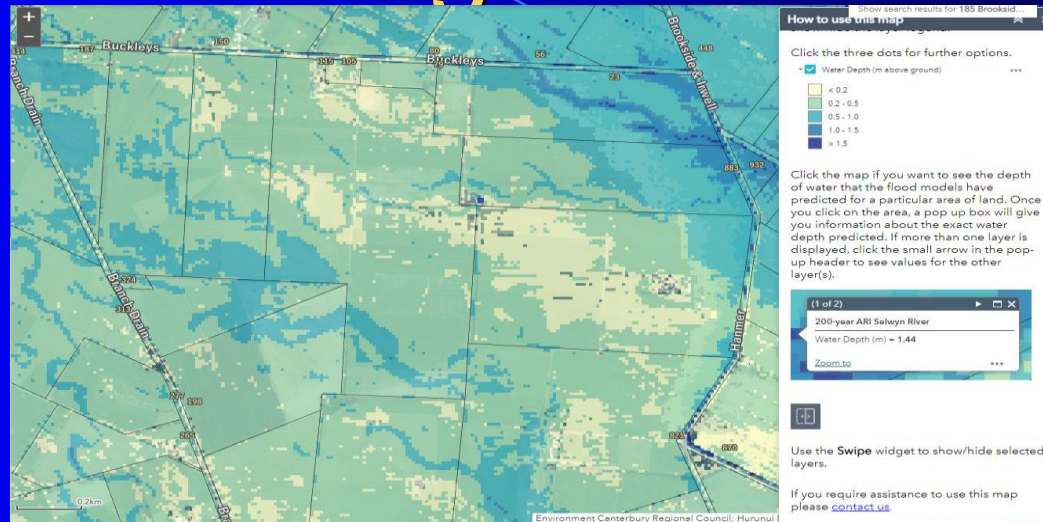 Show search results for 185 Brooksid...
How to use this map
Click the three dots for further options.
Water Depth (m above ground)
< 0.2
0.2 - 0.5
0.5 - 1.0
1.0 - 1.5
> 1.5
Click the map if you want to see the depth
of water that the flood models have
predicted for a particular area of land. Once
you click on the area, a pop up box will give
you information about the exact water
depth predicted. If more than one layer is
displayed, click the small arrow in the pop-
up header to see values for the other
layer(s).
(1 of 2)
200-year ARI Selwyn River
Water Depth (m) = 1.44
Zoom to
Use the Swipe widget to show/hide selected
layers.
If you require assistance to use this map
please contact us.
+
−
187
Buckleys
150
115
105
80
Buckleys
56
23
448
Brookside & Irwell
Branch Drain
883
932
324
313
Branch Drain
Hanmer
277
198
265
821
870
0.2km
Environment Canterbury Regional Council; Hurunui